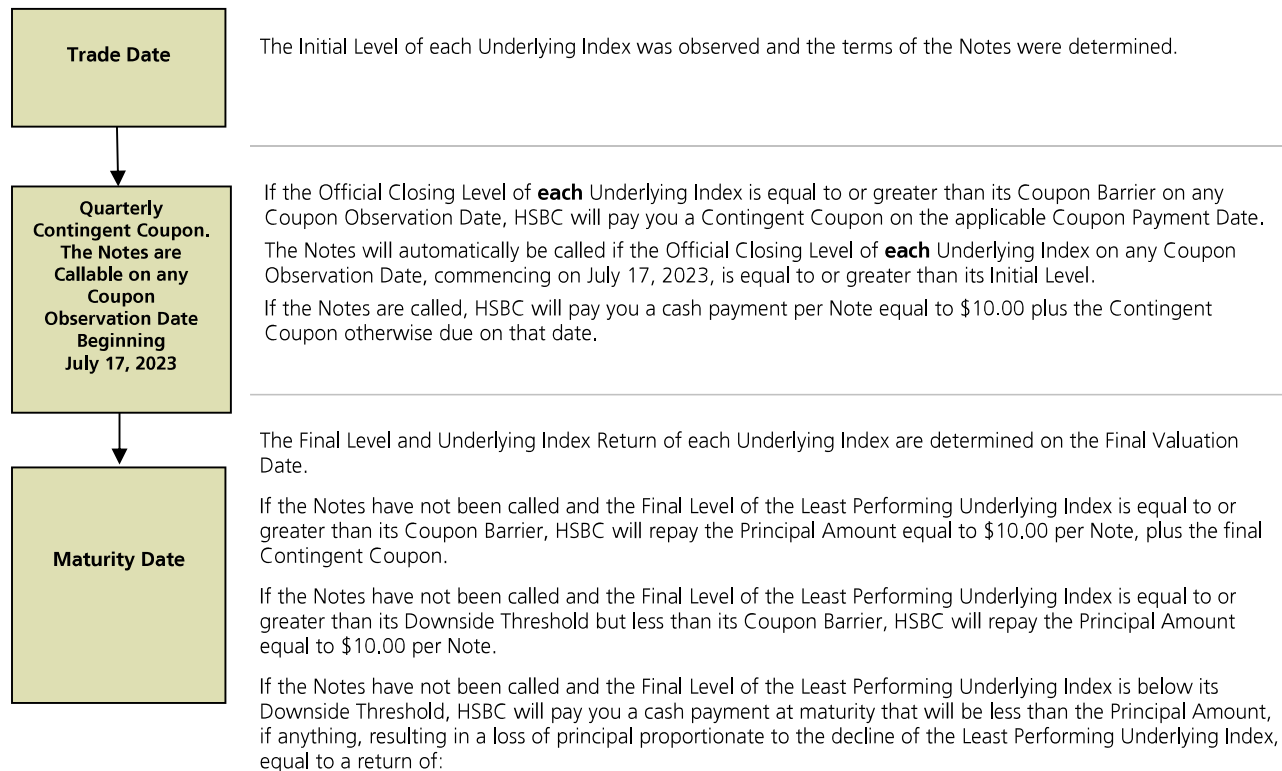 Trade Date
The Initial Level of each Underlying Index was observed and the terms of the Notes were determined.
Quarterly
Contingent Coupon.
The Notes are
Callable on any
Coupon
Observation Date
Beginning
July 17, 2023
If the Official Closing Level of each Underlying Index is equal to or greater than its Coupon Barrier on any
Coupon Observation Date, HSBC will pay you a Contingent Coupon on the applicable Coupon Payment Date.
The Notes will automatically be called if the Official Closing Level of each Underlying Index on any Coupon
Observation Date, commencing on July 17, 2023, is equal to or greater than its Initial Level.
If the Notes are called, HSBC will pay you a cash payment per Note equal to $10.00 plus the Contingent
Coupon otherwise due on that date.
Maturity Date
The Final Level and Underlying Index Return of each Underlying Index are determined on the Final Valuation
Date.
If the Notes have not been called and the Final Level of the Least Performing Underlying Index is equal to or
greater than its Coupon Barrier, HSBC will repay the Principal Amount equal to $10.00 per Note, plus the final
Contingent Coupon.
If the Notes have not been called and the Final Level of the Least Performing Underlying Index is equal to or
greater than its Downside Threshold but less than its Coupon Barrier, HSBC will repay the Principal Amount
equal to $10.00 per Note.
If the Notes have not been called and the Final Level of the Least Performing Underlying Index is below its
Downside Threshold, HSBC will pay you a cash payment at maturity that will be less than the Principal Amount,
if anything, resulting in a loss of principal proportionate to the decline of the Least Performing Underlying Index,
equal to a return of: